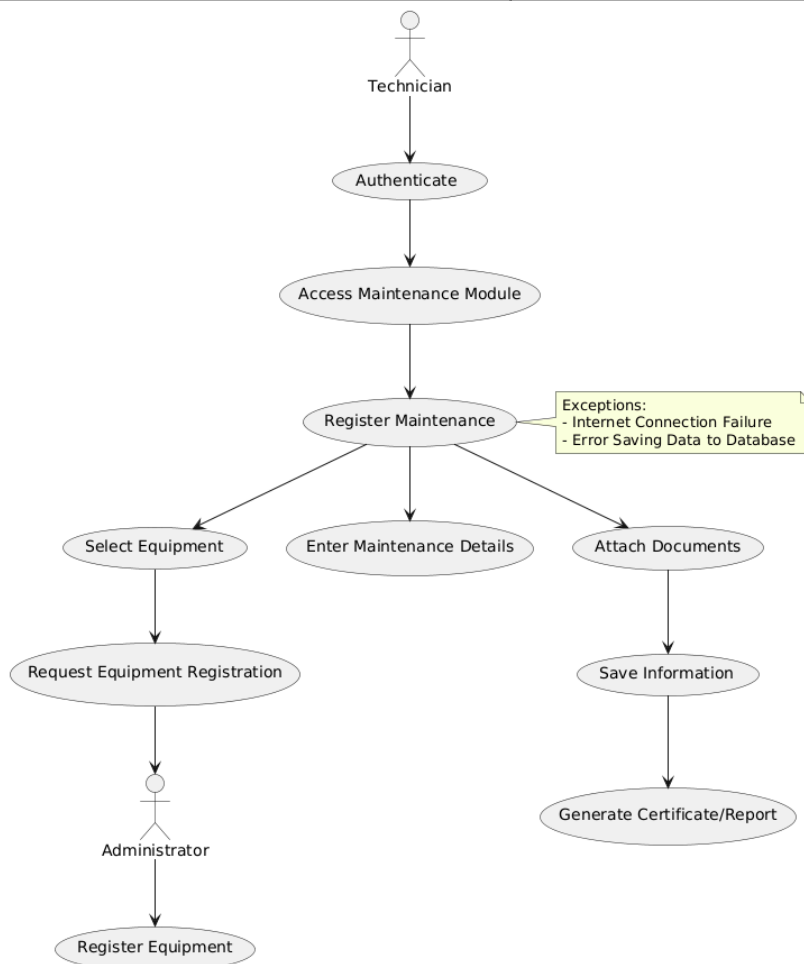 Technician
Authenticate
Access Maintenance Module
Register Maintenance
Exceptions:
- Internet Connection Failure
- Error Saving Data to Database
Select Equipment
Enter Maintenance Details
Attach Documents
Request Equipment Registration
Save Information
Administrator
Generate Certificate/Report
Register Equipment